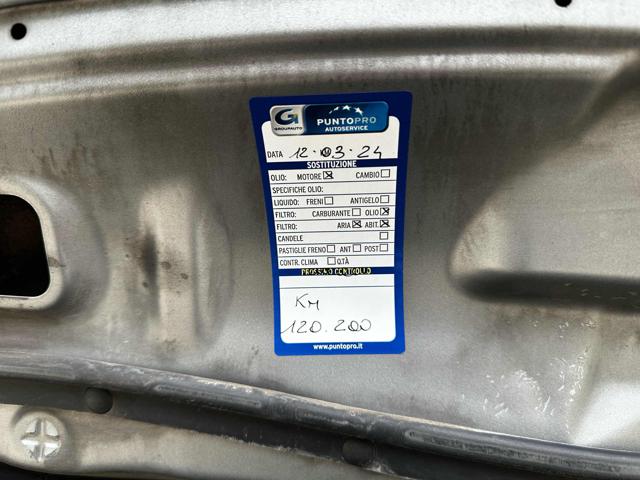 G PUNTOPRO
GROUPAUTO AUTOSERVICE
DATA 12·03·24
SOSTITUZIONE
OLIO: MOTORE☒ CAMBIO☐
SPECIFICHE OLIO:
LIQUIDO: FRENI☐ ANTIGELO☐
FILTRO: CARBURANTE☐ OLIO☒
FILTRO: ARIA☒ ABIT.☒
CANDELE ☐
PASTIGLIE FRENO☐ ANT☐ POST☐
CONTR. CLIMA ☐ Q.TÀ
PROSSIMO CONTROLLO
KM
120.200
www.puntopro.it